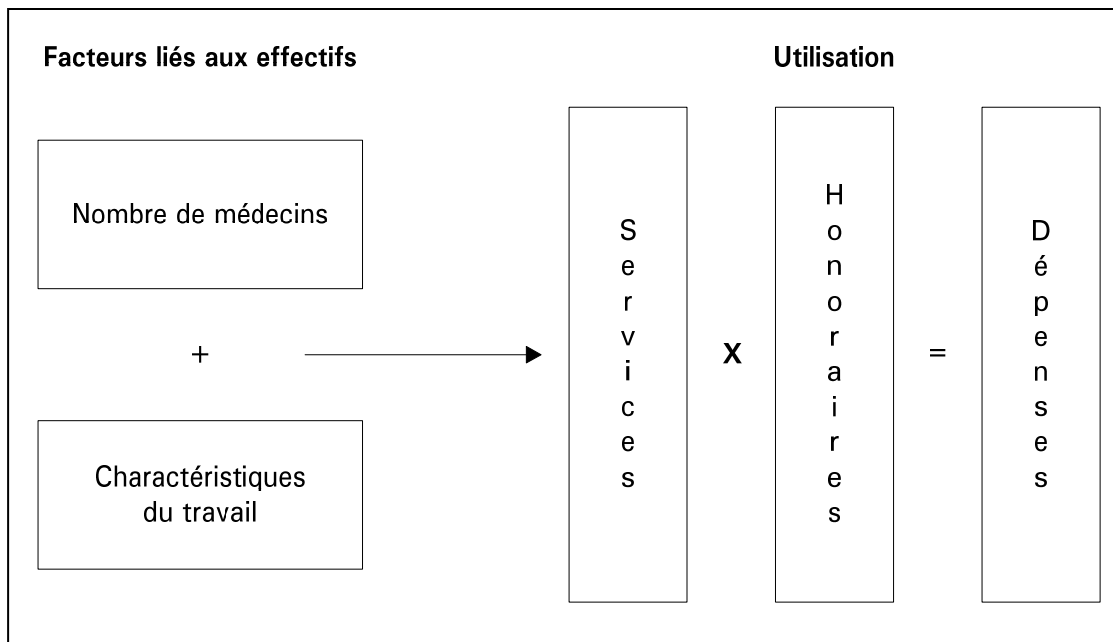 Facteurs liés aux effectifs
Utilisation
Nombre de médecins
+
Charactéristiques
du travail
Services
X
Honoraires
=
Dépenses